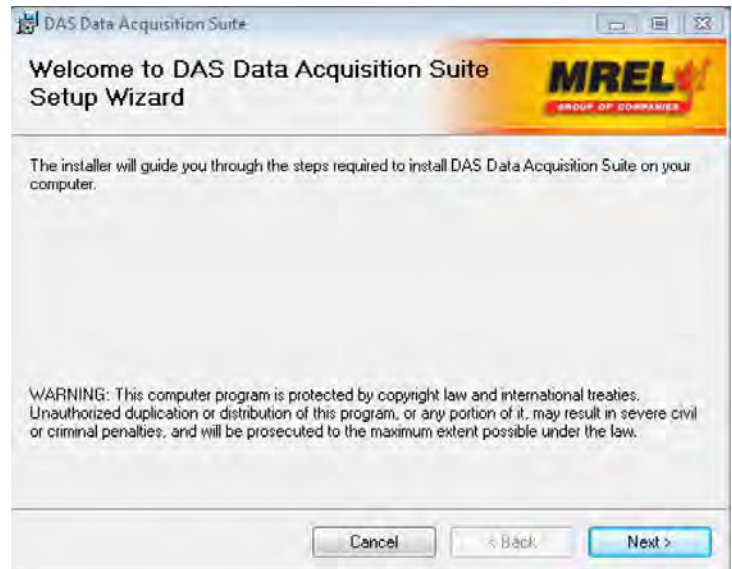 DAS Data Acquisition Suite
Welcome to DAS Data Acquisition Suite
Setup Wizard
MREL
GROUP OF COMPANIES
The installer will guide you through the steps required to install DAS Data Acquisition Suite on your
computer.
WARNING: This computer program is protected by copyright law and international treaties.
Unauthorized duplication or distribution of this program, or any portion of it, may result in severe civil
or criminal penalties, and will be prosecuted to the maximum extent possible under the law.
Cancel
< Back
Next >